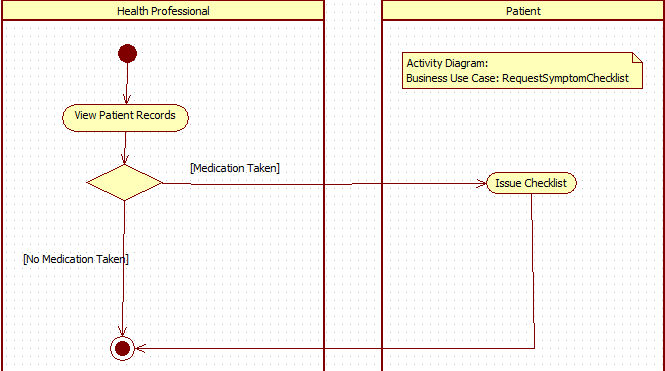 Health Professional
Patient
Activity Diagram:
Business Use Case: RequestSymptomChecklist
View Patient Records
[Medication Taken]
Issue Checklist
[No Medication Taken]